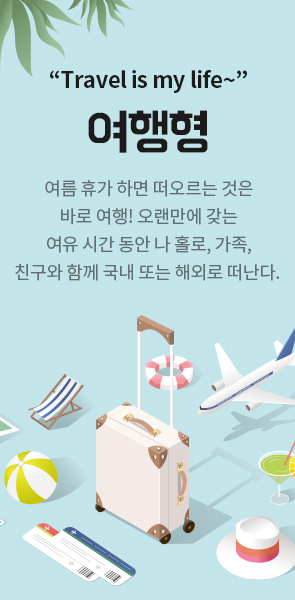 “Travel is my life~”
여행형
여름 휴가 하면 떠오르는 것은
바로 여행! 오랜만에 갖는
여유 시간 동안 나 홀로, 가족,
친구와 함께 국내 또는 해외로 떠난다.